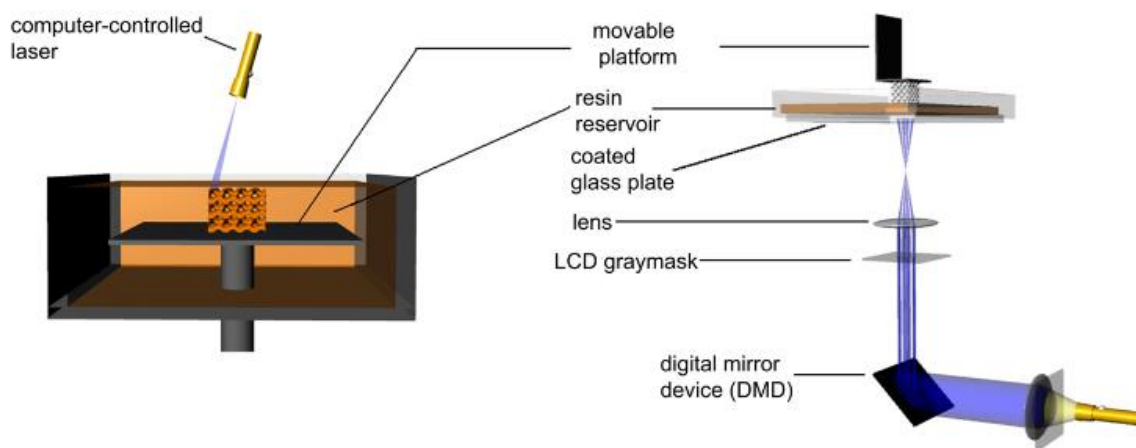 computer-controlled
laser
movable
platform
resin
reservoir
coated
glass plate
lens
LCD graymask
digital mirror
device (DMD)